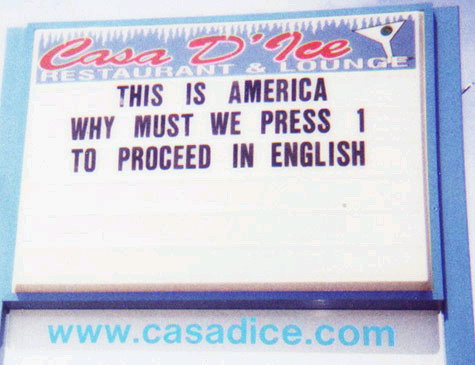 Casa D'Ice
RESTAURANT & LOUNGE
THIS IS AMERICA
WHY MUST WE PRESS 1
TO PROCEED IN ENGLISH
www.casadice.com